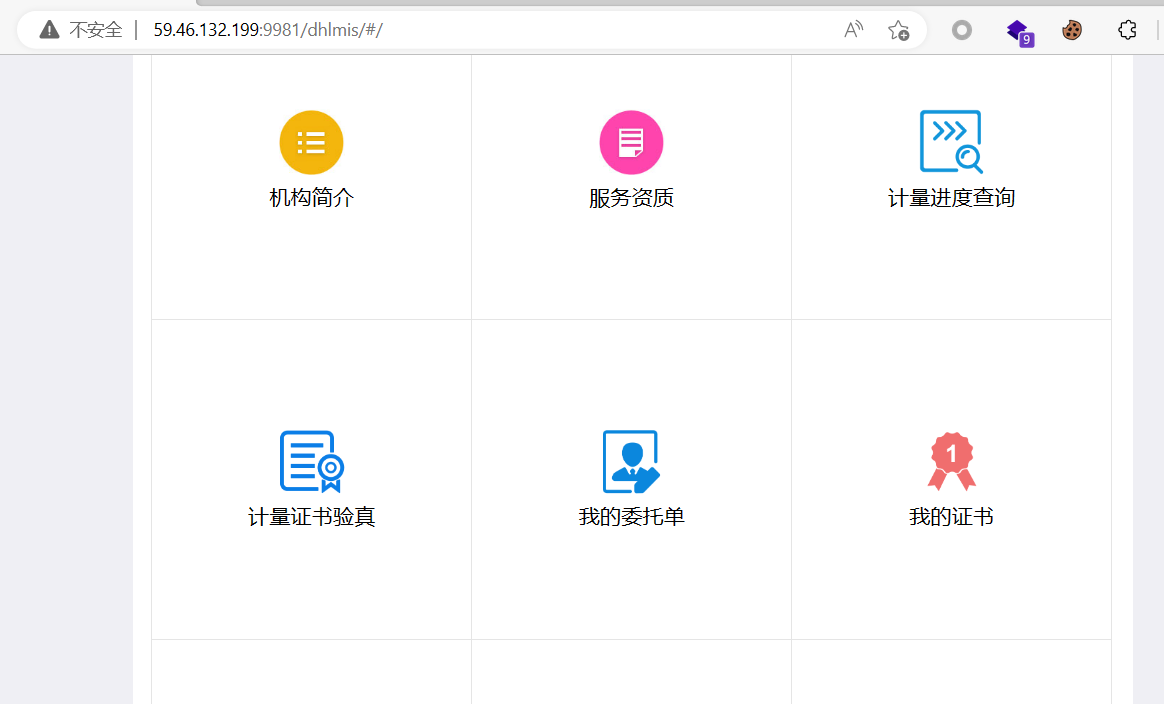 不安全 59.46.132.199:9981/dhlmis/#/
9
机构简介 服务资质 计量进度查询
1
计量证书验真 我的委托单 我的证书